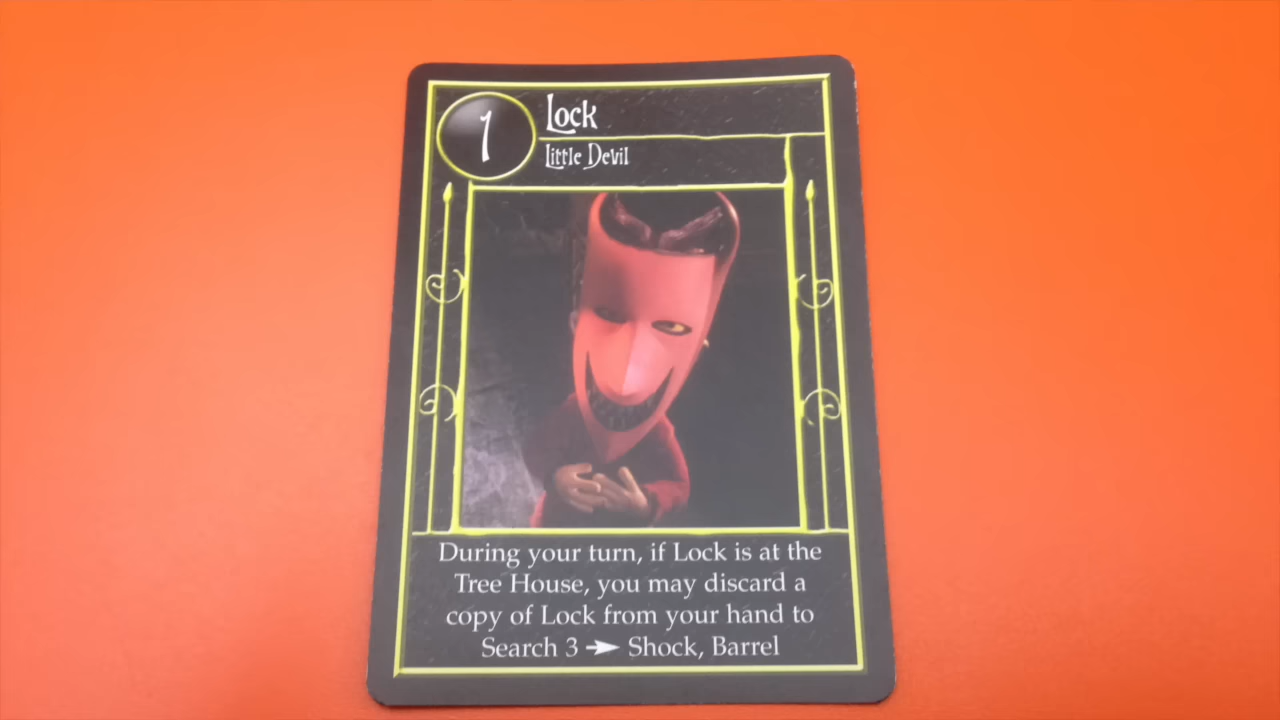 1
Lock
Little Devil
During your turn, if Lock is at the
Tree House, you may discard a
copy of Lock from your hand to
Search 3 ➛ Shock, Barrel